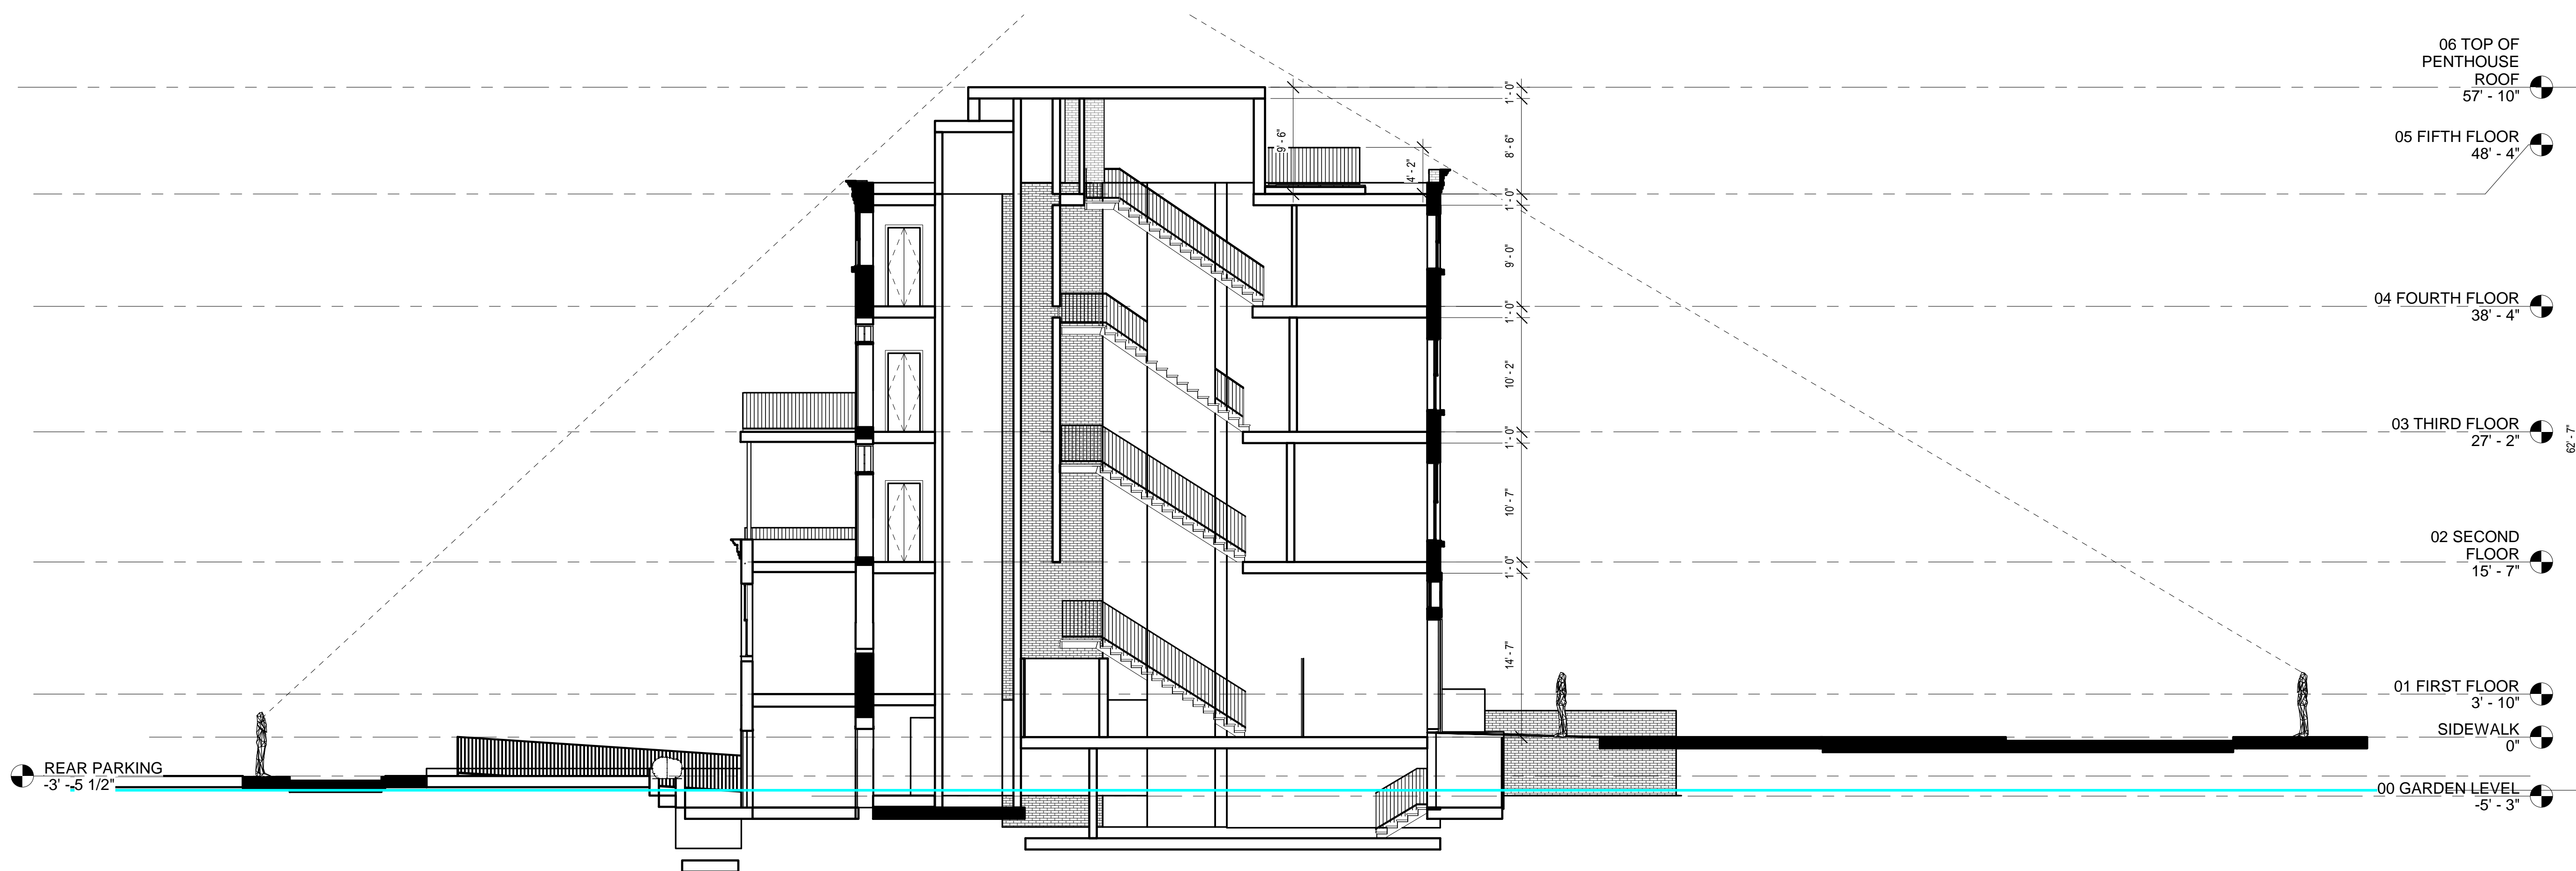 06 TOP OF
PENTHOUSE
ROOF
57' - 10"
05 FIFTH FLOOR
48' - 4"
04 FOURTH FLOOR
38' - 4"
03 THIRD FLOOR
27' - 2"
02 SECOND
FLOOR
15' - 7"
01 FIRST FLOOR
3' - 10"
SIDEWALK
0"
00 GARDEN LEVEL
-5' - 3"
REAR PARKING
-3' - 5 1/2"
1' - 0"
8' - 6"
1' - 0"
9' - 0"
1' - 0"
10' - 2"
1' - 0"
10' - 7"
1' - 0"
14' - 7"
9' - 6"
4' - 2"
62' - 7"